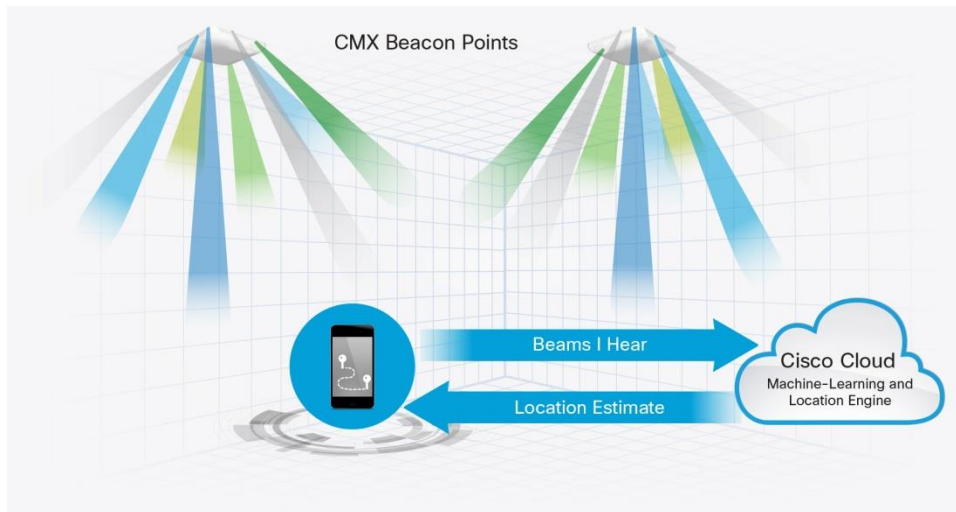 CMX Beacon Points
Beams I Hear
Cisco Cloud
Machine-Learning and
Location Engine
Location Estimate